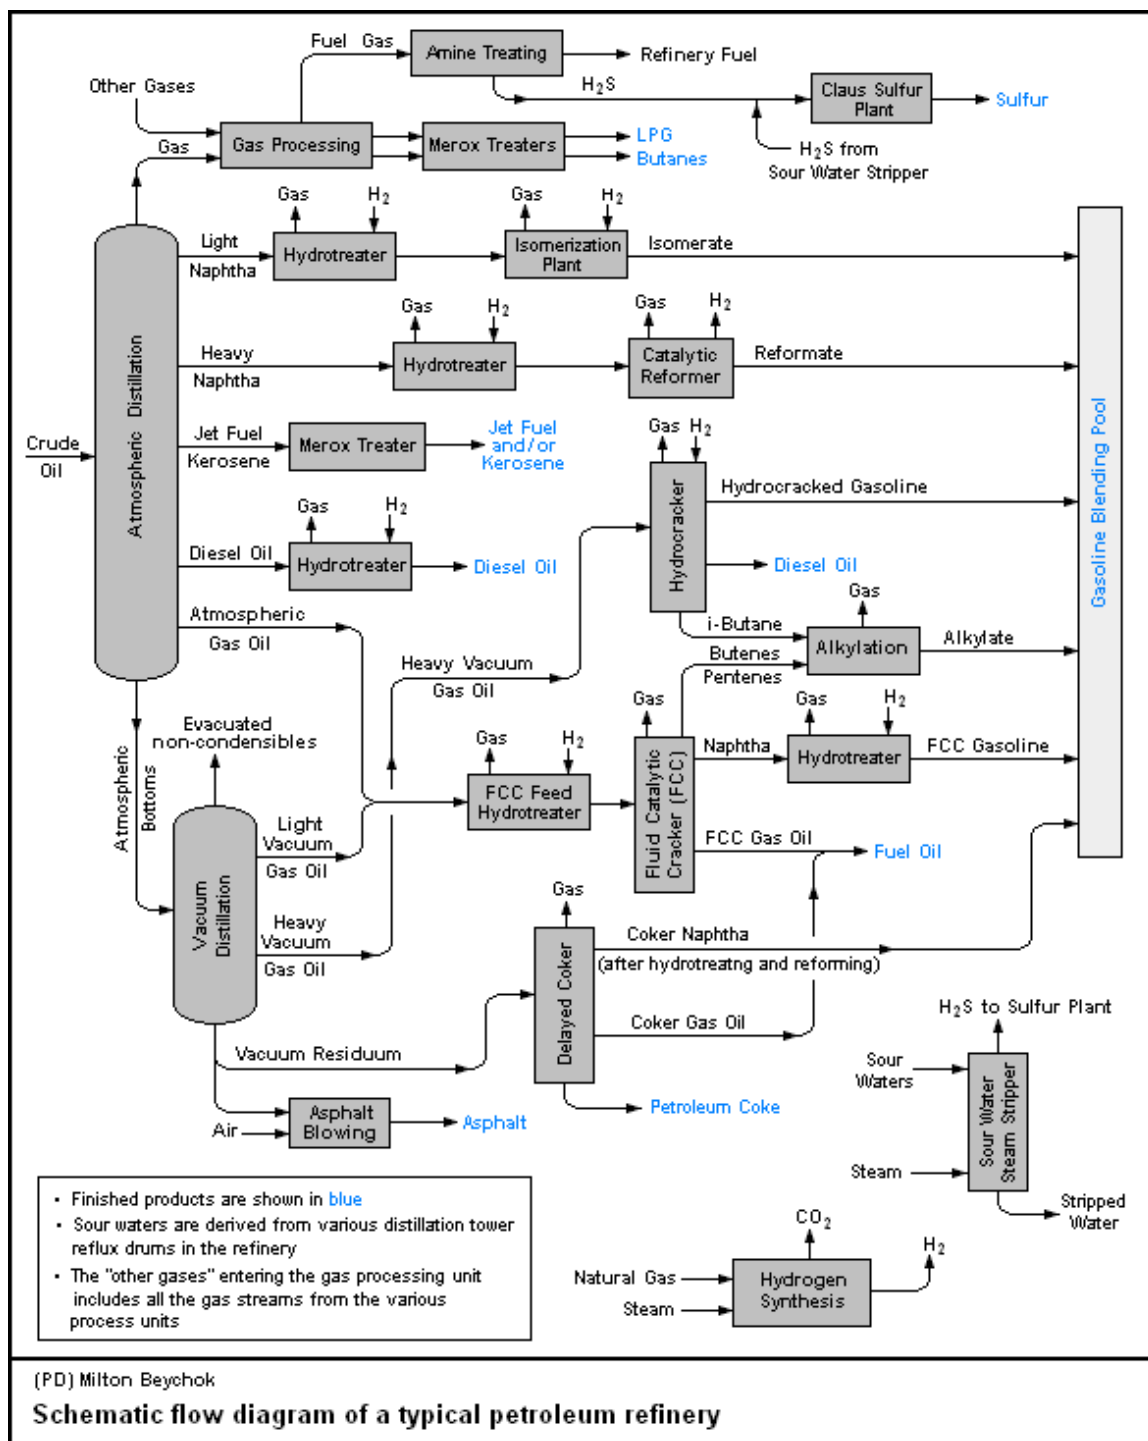 Fuel Gas
Amine Treating
Refinery Fuel
H₂S
Claus Sulfur
Plant
Sulfur
Other Gases
Gas
Gas Processing
Merox Treaters
LPG
Butanes
H₂S from
Sour Water Stripper
Gas
H₂
Gas
H₂
Light
Naphtha
Hydrotreater
Isomerization
Plant
Isomerate
Gas
H₂
Gas
H₂
Heavy
Naphtha
Hydrotreater
Catalytic
Reformer
Reformate
Atmospheric Distillation
Gasoline Blending Pool
Crude
Oil
Jet Fuel
Kerosene
Merox Treater
Jet Fuel
and/or
Kerosene
Gas
H₂
Hydrocracker
Hydrocracked Gasoline
Gas
H₂
Diesel Oil
Hydrotreater
Diesel Oil
Diesel Oil
Gas
i-Butane
Butenes
Pentenes
Alkylation
Alkylate
Atmospheric
Gas Oil
Heavy Vacuum
Gas Oil
Atmospheric
Bottoms
Evacuated
non-condensibles
Gas
H₂
FCC Feed
Hydrotreater
Gas
Fluid Catalytic
Cracker (FCC)
Naphtha
Gas
H₂
Hydrotreater
FCC Gasoline
FCC Gas Oil
Fuel Oil
Vacuum
Distillation
Light
Vacuum
Gas Oil
Heavy
Vacuum
Gas Oil
Gas
Delayed Coker
Coker Naphtha
(after hydrotreatng and reforming)
Coker Gas Oil
Petroleum Coke
Vacuum Residuum
Air
Asphalt
Blowing
Asphalt
H₂S to Sulfur Plant
Sour
Waters
Sour Water
Steam Stripper
Steam
Stripped
Water
• Finished products are shown in blue
• Sour waters are derived from various distillation tower
reflux drums in the refinery
• The "other gases" entering the gas processing unit
includes all the gas streams from the various
process units
CO₂
H₂
Natural Gas
Steam
Hydrogen
Synthesis
(PD) Milton Beychok
Schematic flow diagram of a typical petroleum refinery